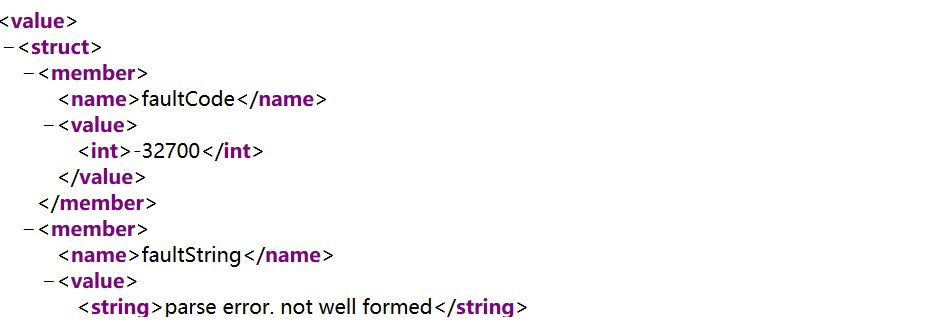 <value>
–<struct>
–<member>
<name>faultCode</name>
–<value>
<int>-32700</int>
</value>
</member>
–<member>
<name>faultString</name>
–<value>
<string>parse error. not well formed</string>